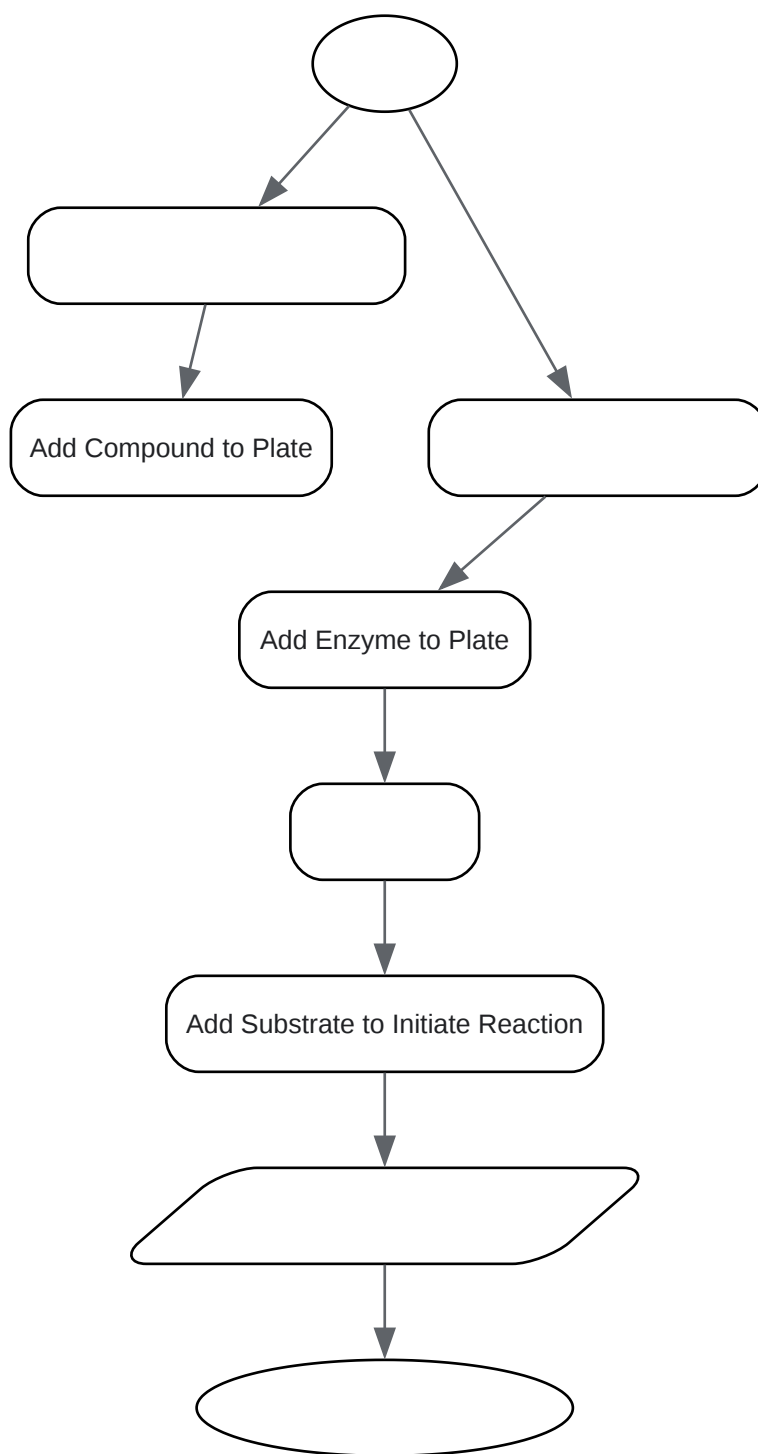 Add Compound to Plate
Add Enzyme to Plate
Add Substrate to Initiate Reaction